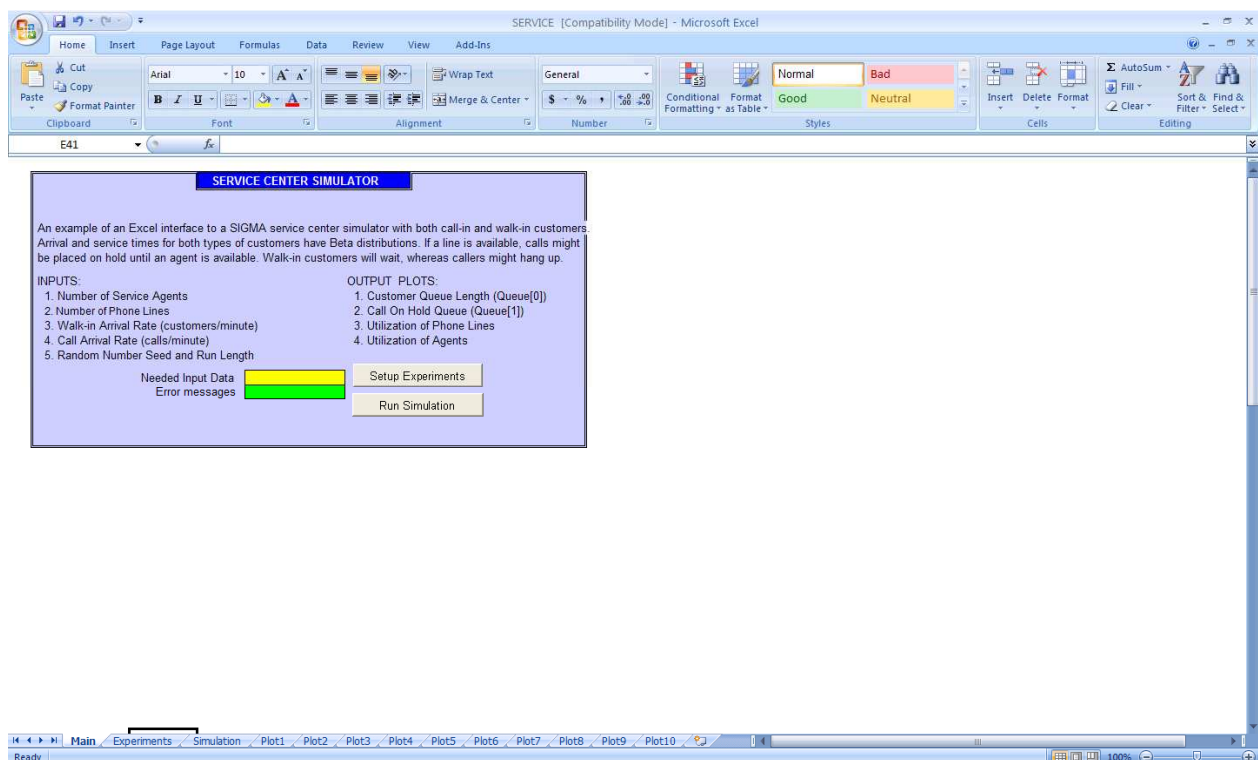 SERVICE [Compatibility Mode] - Microsoft Excel
Home Insert Page Layout Formulas Data Review View Add-Ins
Paste
Cut
Copy
Format Painter
Clipboard
Arial 10 A A
B I U A
Font
Wrap Text
Merge & Center
Alignment
General
$ % , .0 .00 .00 .0
Number
Conditional Formatting
Format as Table
Normal Bad
Good Neutral
Styles
Insert Delete Format
Cells
Σ AutoSum
Fill
Clear
Sort & Filter
Find & Select
Editing
E41 fx
SERVICE CENTER SIMULATOR
An example of an Excel interface to a SIGMA service center simulator with both call-in and walk-in customers.
Arrival and service times for both types of customers have Beta distributions. If a line is available, calls might
be placed on hold until an agent is available. Walk-in customers will wait, whereas callers might hang up.
INPUTS:
1. Number of Service Agents
2. Number of Phone Lines
3. Walk-in Arrival Rate (customers/minute)
4. Call Arrival Rate (calls/minute)
5. Random Number Seed and Run Length
OUTPUT PLOTS:
1. Customer Queue Length (Queue[0])
2. Call On Hold Queue (Queue[1])
3. Utilization of Phone Lines
4. Utilization of Agents
Needed Input Data
Error messages
Setup Experiments
Run Simulation
Main Experiments Simulation Plot1 Plot2 Plot3 Plot4 Plot5 Plot6 Plot7 Plot8 Plot9 Plot10
Ready 100%